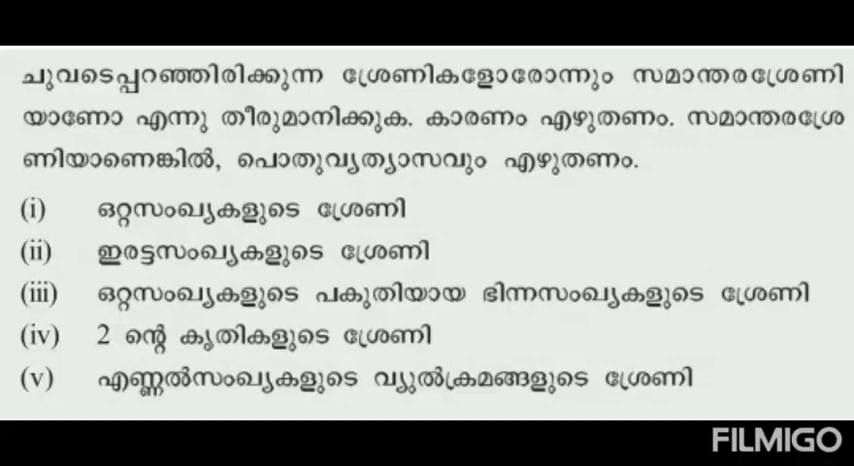 ചുവടെപ്പറഞ്ഞിരിക്കുന്ന ശ്രേണികളോരോന്നും സമാന്തരശ്രേണി
യാണോ എന്നു തീരുമാനിക്കുക. കാരണം എഴുതണം. സമാന്തരശ്രേ
ണിയാണെങ്കിൽ, പൊതുവ്യത്യാസവും എഴുതണം.
(i) ഒറ്റസംഖ്യകളുടെ ശ്രേണി
(ii) ഇരട്ടസംഖ്യകളുടെ ശ്രേണി
(iii) ഒറ്റസംഖ്യകളുടെ പകുതിയായ ഭിന്നസംഖ്യകളുടെ ശ്രേണി
(iv) 2 ന്റെ കൃതികളുടെ ശ്രേണി
(v) എണ്ണൽസംഖ്യകളുടെ വ്യുൽക്രമങ്ങളുടെ ശ്രേണി
FILMIGO